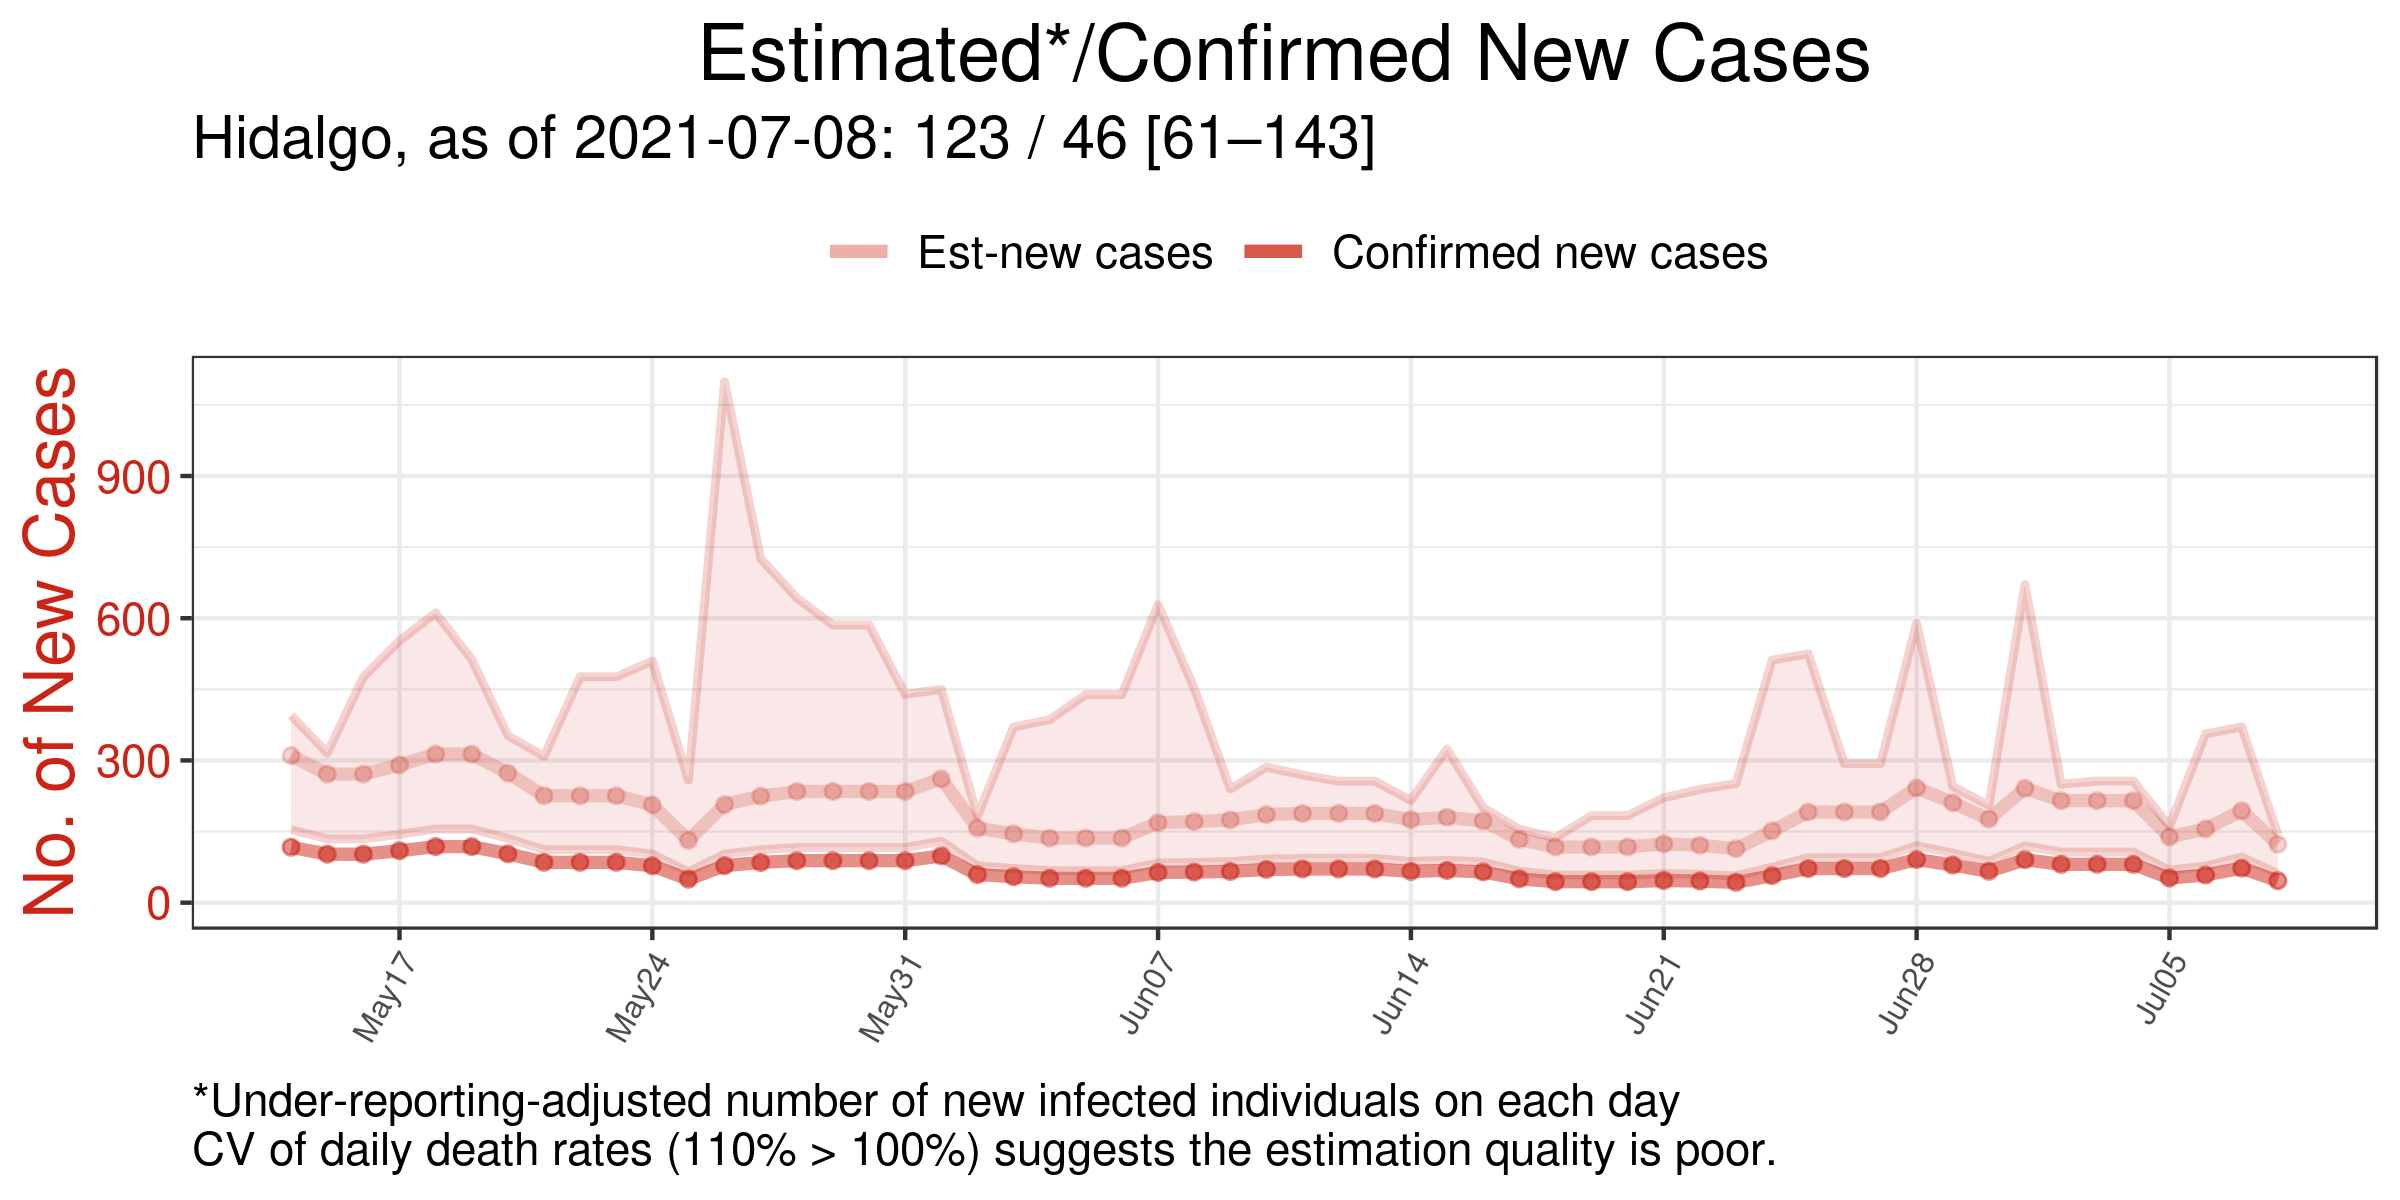 Estimated*/Confirmed New Cases
Hidalgo, as of 2021-07-08: 123 / 46 [61–143]
Est-new cases
Confirmed new cases
No. of New Cases
900
600
300
0
May17
May24
May31
Jun07
Jun14
Jun21
Jun28
Jul05
*Under-reporting-adjusted number of new infected individuals on each day
CV of daily death rates (110% > 100%) suggests the estimation quality is poor.